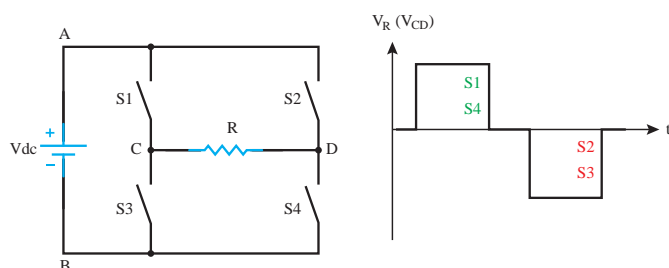 A
S1
S2
R
+
Vdc
C
D
−
S3
S4
B
V_R (V_CD)
S1
S4
t
S2
S3